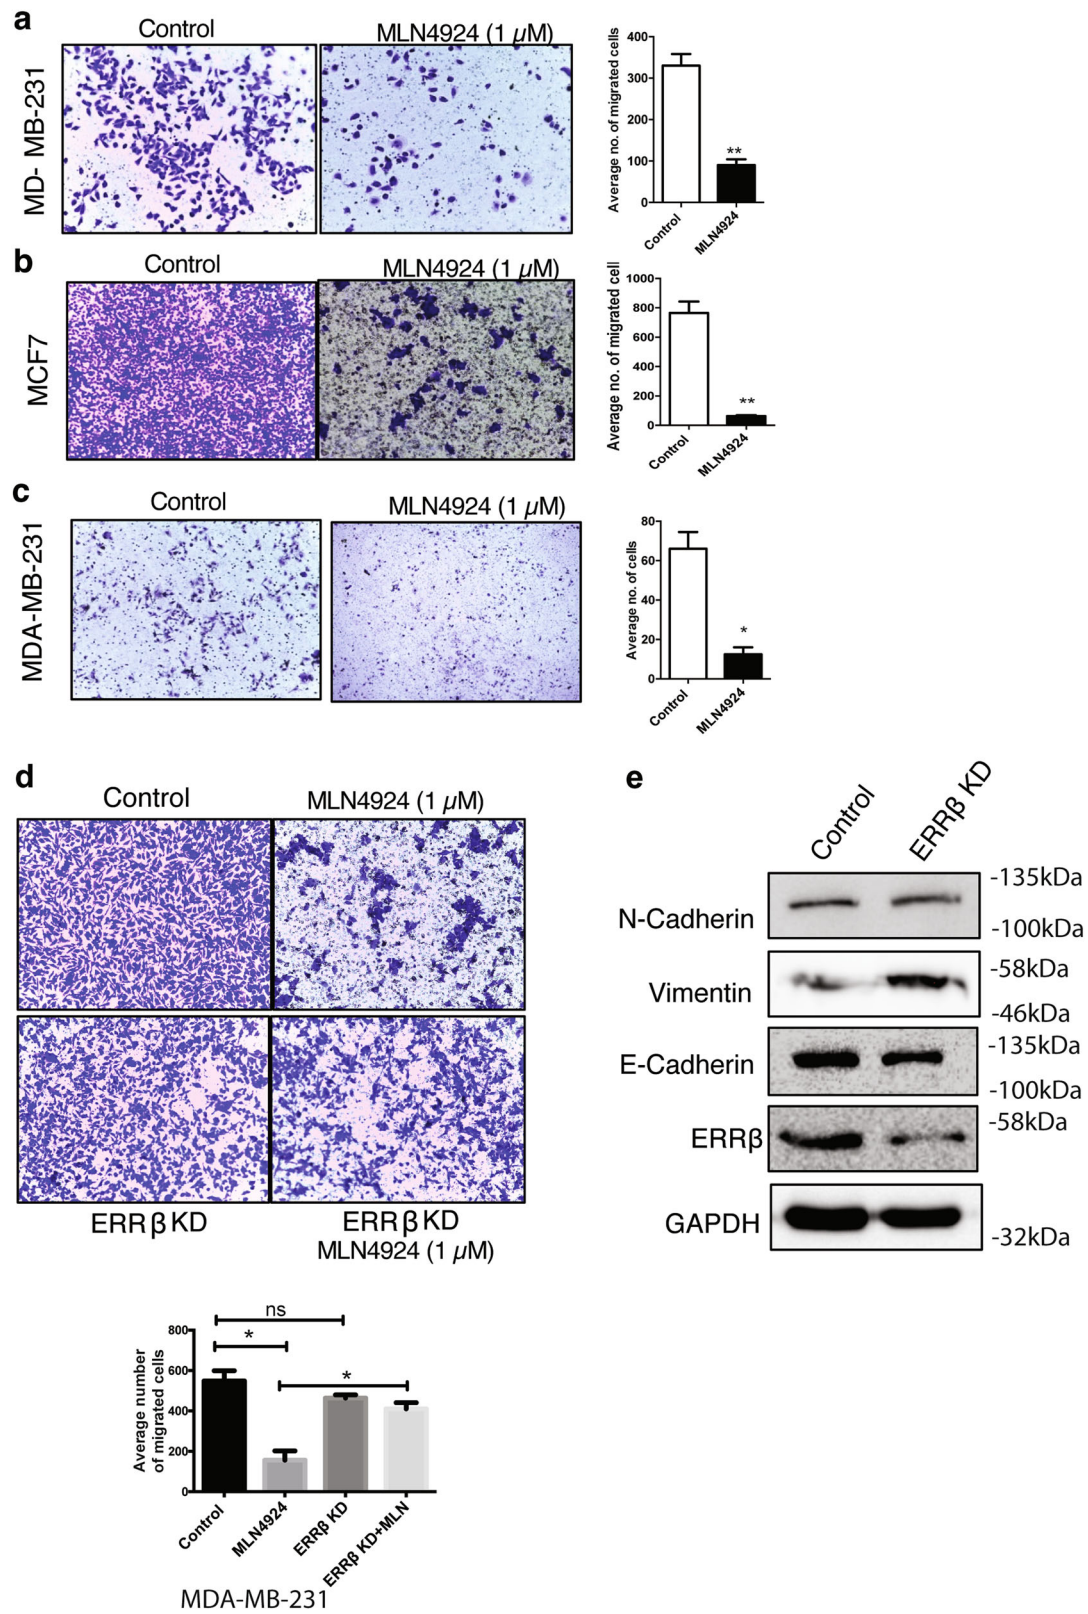 a
Control
MLN4924 (1 µM)
MD- MB-231
Average no. of migrated cells
400
300
200
100
0
**
Control
MLN4924
b
Control
MLN4924 (1 µM)
MCF7
Average no. of migrated cell
1000
800
600
400
200
0
**
Control
MLN4924
c
Control
MLN4924 (1 µM)
MDA-MB-231
Average no. of cells
80
60
40
20
0
*
Control
MLN4924
d
Control
MLN4924 (1 µM)
ERR β KD
ERR β KD
MLN4924 (1 µM)
Average number
of migrated cells
800
600
400
200
0
ns
*
*
Control
MLN4924
ERRβ KD
ERRβ KD+MLN
MDA-MB-231
e
Control
ERRβ KD
N-Cadherin
-135kDa
-100kDa
Vimentin
-58kDa
-46kDa
E-Cadherin
-135kDa
-100kDa
ERRβ
-58kDa
GAPDH
-32kDa